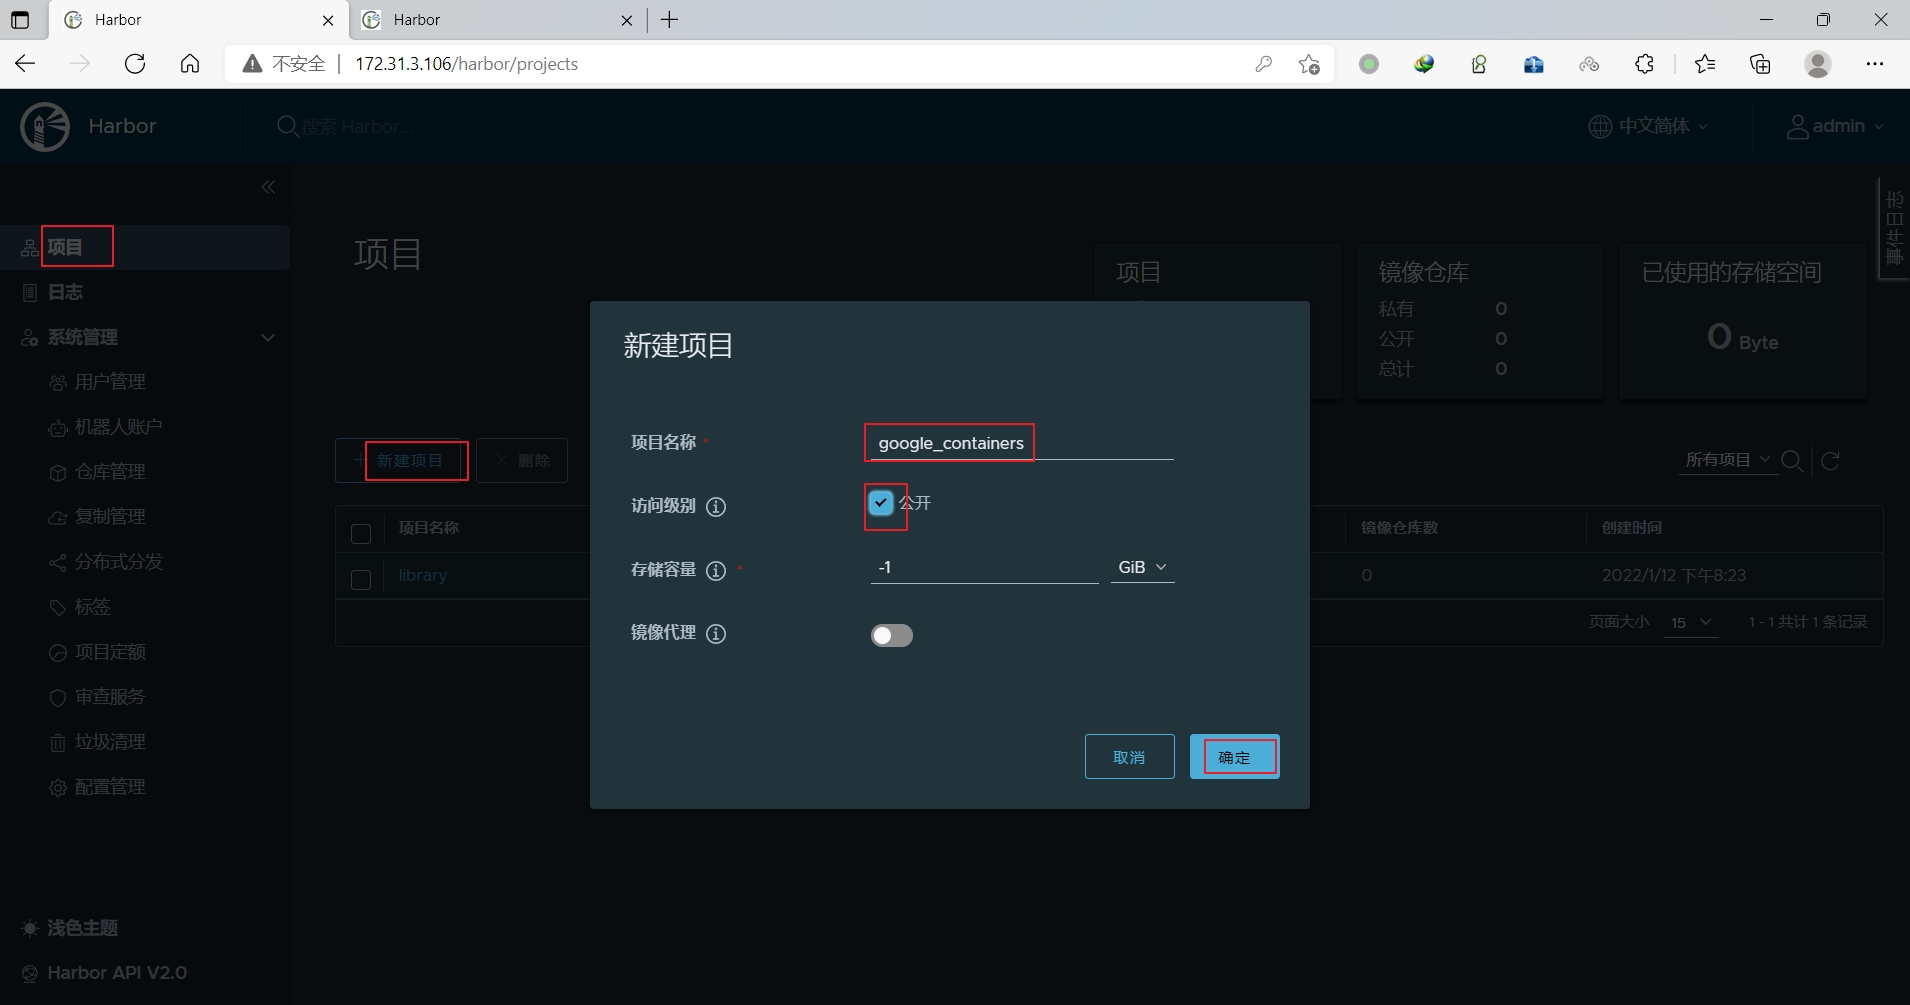 Harbor
Harbor
不安全
172.31.3.106/harbor/projects
Harbor
搜索 Harbor...
中文简体
admin
事件日志
项目
日志
系统管理
用户管理
机器人账户
仓库管理
复制管理
分布式分发
标签
项目定额
审查服务
垃圾清理
配置管理
浅色主题
Harbor API V2.0
项目
项目
镜像仓库
私有 0
公开 0
总计 0
已使用的存储空间
0 Byte
+ 新建项目
× 删除
所有项目
项目名称
镜像仓库数
创建时间
library
0
2022/1/12 下午8:23
页面大小 15
1 - 1 共计 1 条记录
新建项目
项目名称 *
google_containers
访问级别
公开
存储容量 *
-1
GiB
镜像代理
取消
确定